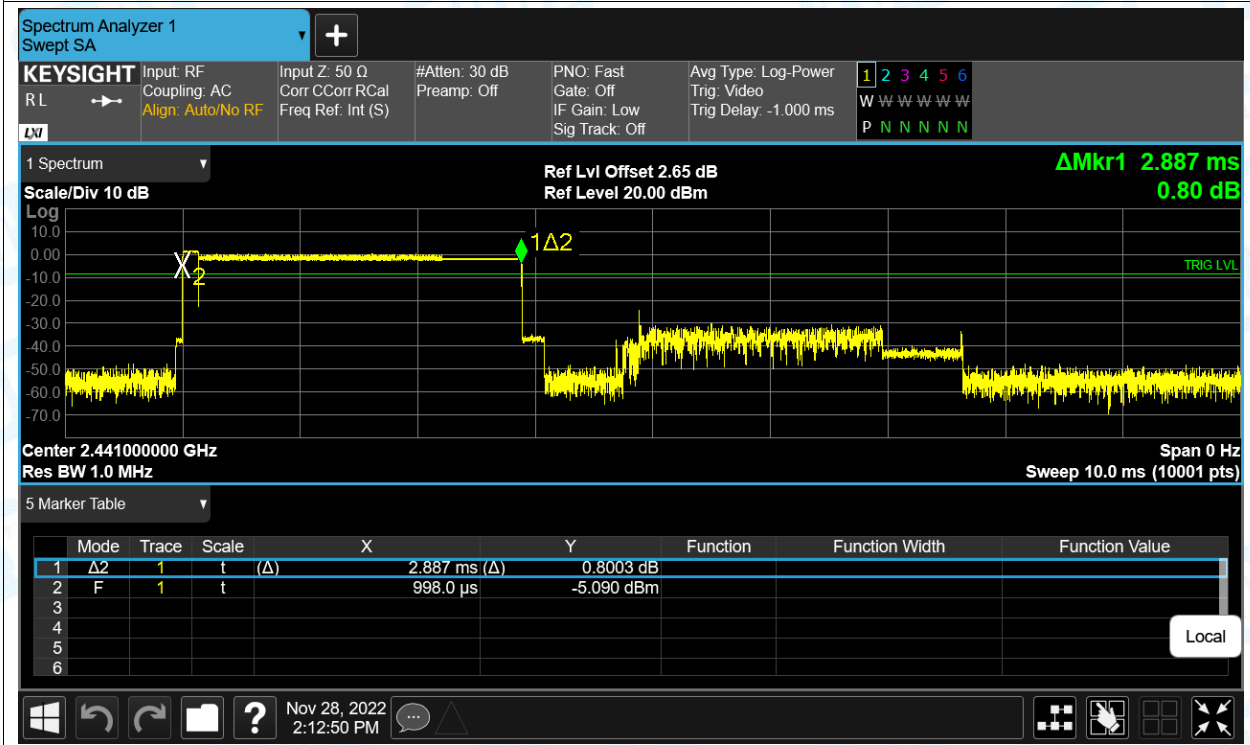 Spectrum Analyzer 1
Swept SA
+
KEYSIGHT Input: RF Input Z: 50 Ω #Atten: 30 dB PNO: Fast Avg Type: Log-Power 1 2 3 4 5 6
R L Coupling: AC Corr CCorr RCal Preamp: Off Gate: Off Trig: Video W W W W W W
Align: Auto/No RF Freq Ref: Int (S) IF Gain: Low Trig Delay: -1.000 ms
LXI Sig Track: Off P N N N N N
1 Spectrum Ref Lvl Offset 2.65 dB ΔMkr1 2.887 ms
Scale/Div 10 dB Ref Level 20.00 dBm 0.80 dB
Log
10.0
0.00
-10.0
-20.0
-30.0
-40.0
-50.0
-60.0
-70.0
X
2
1Δ2
TRIG LVL
Center 2.441000000 GHz Span 0 Hz
Res BW 1.0 MHz Sweep 10.0 ms (10001 pts)
5 Marker Table
Mode Trace Scale X Y Function Function Width Function Value
1 Δ2 1 t (Δ) 2.887 ms (Δ) 0.8003 dB
2 F 1 t 998.0 µs -5.090 dBm
3
4
5
6
Local
? Nov 28, 2022
2:12:50 PM